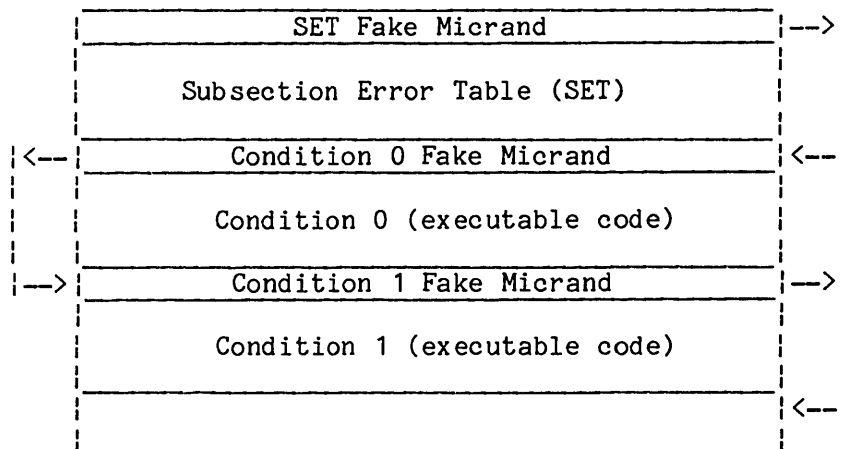 SET Fake Micrand
Subsection Error Table (SET)
Condition 0 Fake Micrand
Condition 0 (executable code)
Condition 1 Fake Micrand
Condition 1 (executable code)